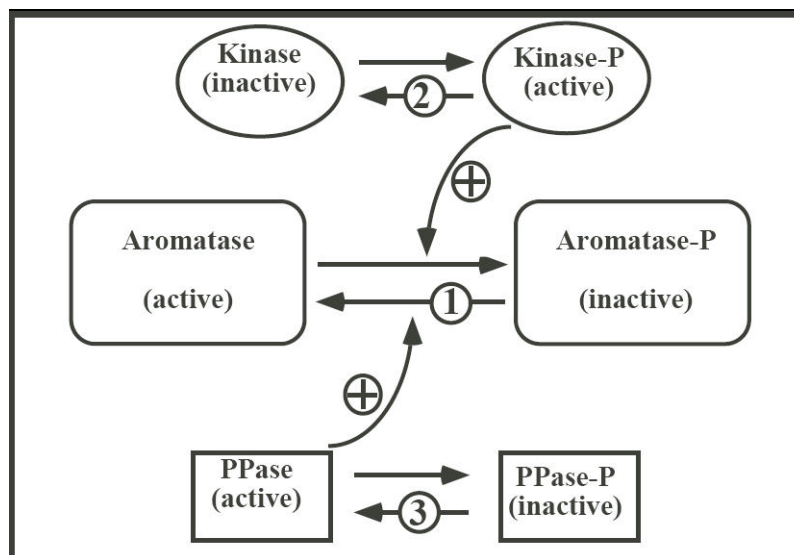 Kinase
(inactive)
Kinase-P
(active)
2
+
Aromatase
(active)
Aromatase-P
(inactive)
1
+
PPase
(active)
PPase-P
(inactive)
3